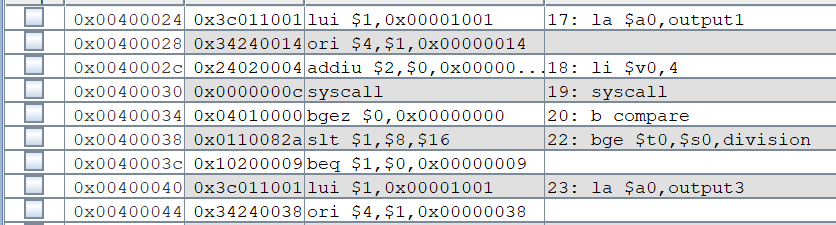 0x00400024 0x3c011001 lui $1,0x00001001 17: la $a0,output1
0x00400028 0x34240014 ori $4,$1,0x00000014
0x0040002c 0x24020004 addiu $2,$0,0x00000... 18: li $v0,4
0x00400030 0x0000000c syscall 19: syscall
0x00400034 0x04010000 bgez $0,0x00000000 20: b compare
0x00400038 0x0110082a slt $1,$8,$16 22: bge $t0,$s0,division
0x0040003c 0x10200009 beq $1,$0,0x00000009
0x00400040 0x3c011001 lui $1,0x00001001 23: la $a0,output3
0x00400044 0x34240038 ori $4,$1,0x00000038